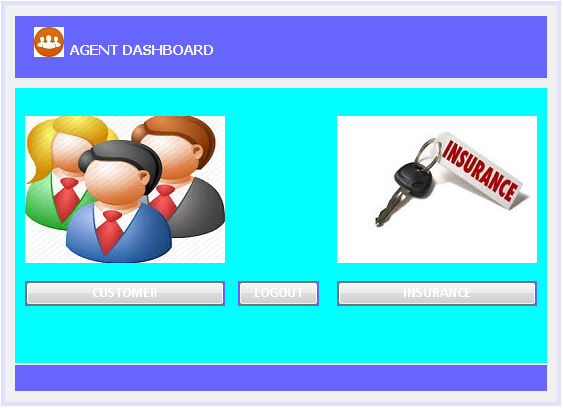 AGENT DASHBOARD
INSURANCE
CUSTOMER
LOGOUT
INSURANCE